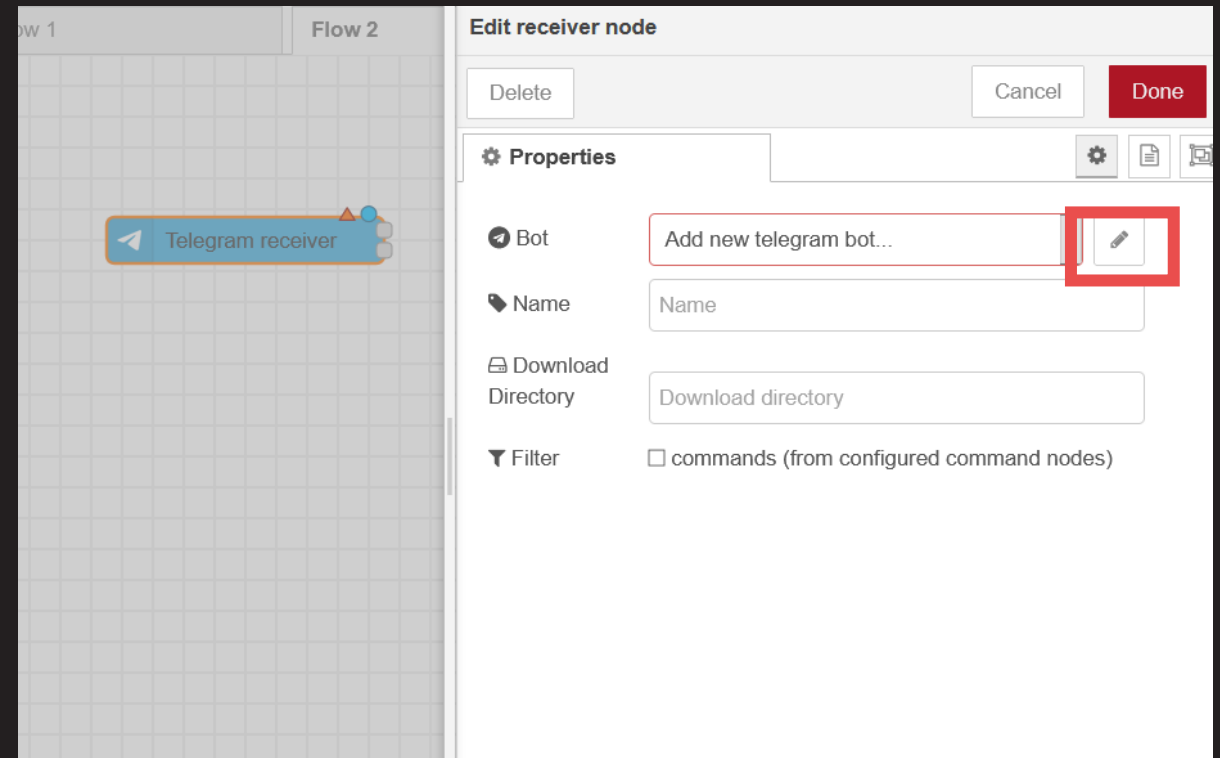 ow 1
Flow 2
Edit receiver node
Delete
Cancel
Done
Properties
Telegram receiver
Bot
Add new telegram bot...
Name
Name
Download
Directory
Download directory
Filter
commands (from configured command nodes)